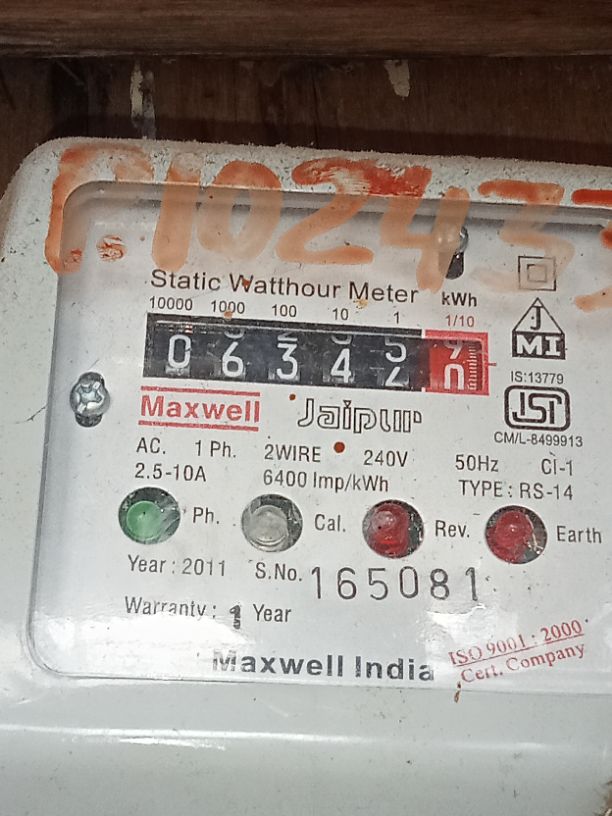 P10243
Static Watthour Meter kWh
10000 1000 100 10 1 1/10
0 6 3 4
J
MI
IS:13779
ISI
CM/L-8499913
Maxwell Jaipur
AC. 1 Ph. 2WIRE 240V 50Hz Cl-1
2.5-10A 6400 Imp/kWh TYPE : RS-14
Ph. Cal. Rev. Earth
Year : 2011 S.No. 165081
Warranty : 1 Year
Maxwell India
ISO 9001 : 2000
Cert. Company